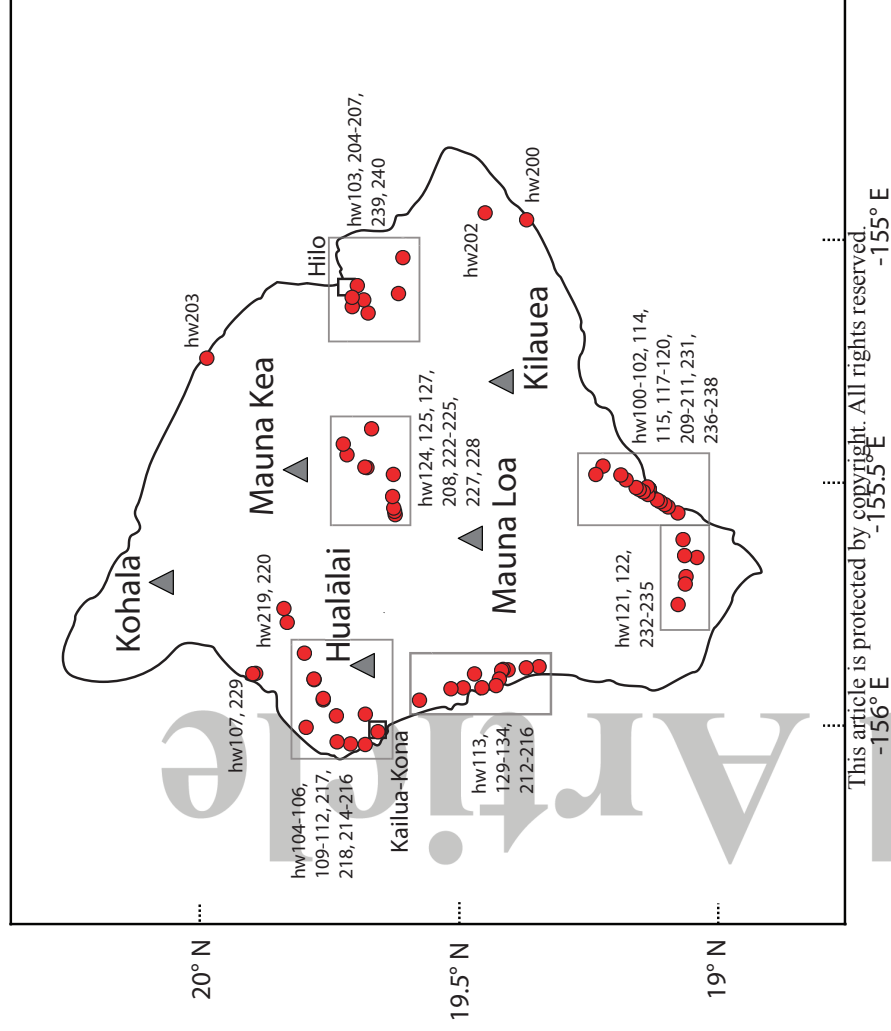 Kohala
hw203
Mauna Kea
Hilo
hw103, 204-207,
239, 240
hw219, 220
hw107, 229
Hualālai
hw104-106,
109-112, 217,
218, 214-216
Kailua-Kona
hw124, 125, 127,
208, 222-225,
227, 228
Mauna Loa
Kilauea
hw202
hw200
hw113,
129-134,
212-216
hw121, 122,
232-235
hw100-102, 114,
115, 117-120,
209-211, 231,
236-238
20° N
19.5° N
19° N
-156° E
-155.5° E
-155° E
Article
This article is protected by copyright. All rights reserved.